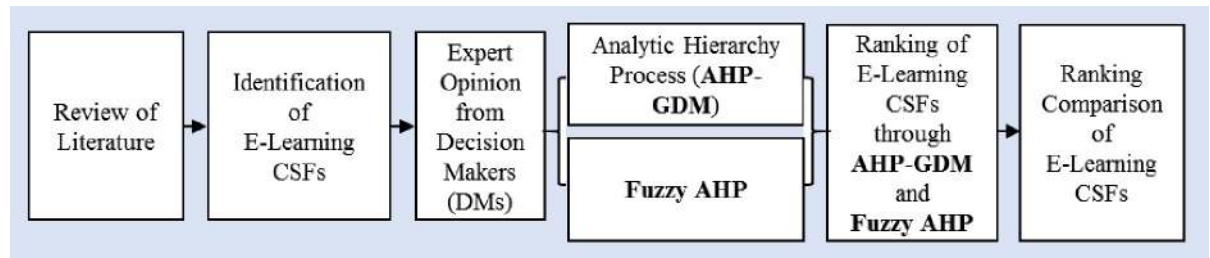 Review of
Literature
Identification
of
E-Learning
CSFs
Expert
Opinion
from
Decision
Makers
(DMs)
Analytic Hierarchy
Process (AHP-
GDM)
Fuzzy AHP
Ranking of
E-Learning
CSFs
through
AHP-GDM
and
Fuzzy AHP
Ranking
Comparison
of
E-Learning
CSFs